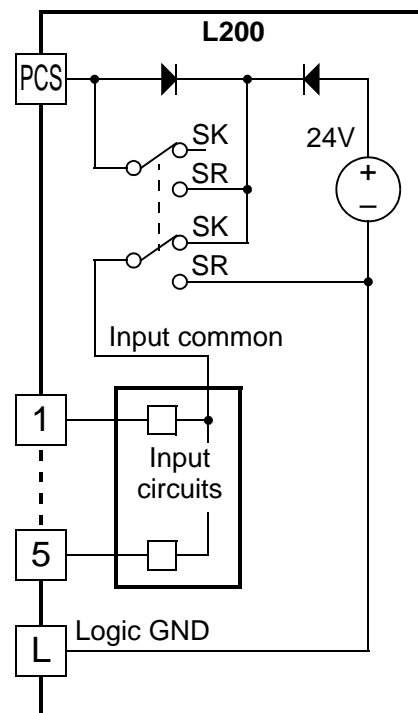 L200
PCS
SK
24V
SR
+
SK
–
SR
Input common
1
Input
circuits
5
Logic GND
L